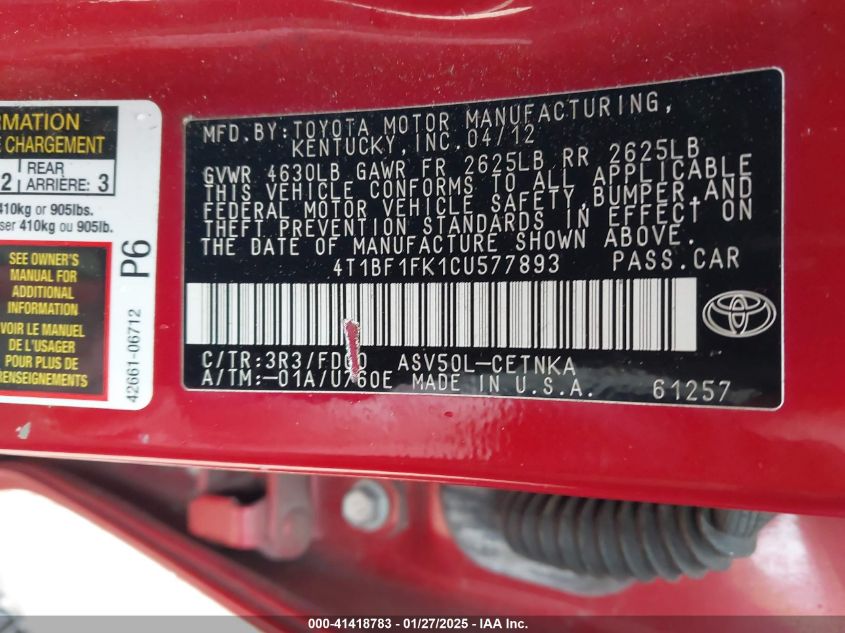 RMATION
E CHARGEMENT
2 REAR
ARRIÈRE: 3
410kg or 905lbs.
ser 410 kg ou 905lb.
SEE OWNER'S
MANUAL FOR
ADDITIONAL
INFORMATION
VOIR LE MANUEL
DE L'USAGER
POUR PLUS DE
RENSEIGNEMENTS
P6
42661-06712
MFD. BY: TOYOTA MOTOR MANUFACTURING,
KENTUCKY, INC. 04/12
GVWR 4630LB GAWR FR 2625LB RR 2625LB
THIS VEHICLE CONFORMS TO ALL APPLICABLE
FEDERAL MOTOR VEHICLE SAFETY, BUMPER, AND
THEFT PREVENTION STANDARDS IN EFFECT ON
THE DATE OF MANUFACTURE SHOWN ABOVE.
4T1BF1FK1CU577893 PASS.CAR
C/TR: 3R3/FD ASV50L-CETNKA
A/TM: -01A/U760E MADE IN U.S.A. 61257
000-41418783 - 01/27/2025 - IAA Inc.